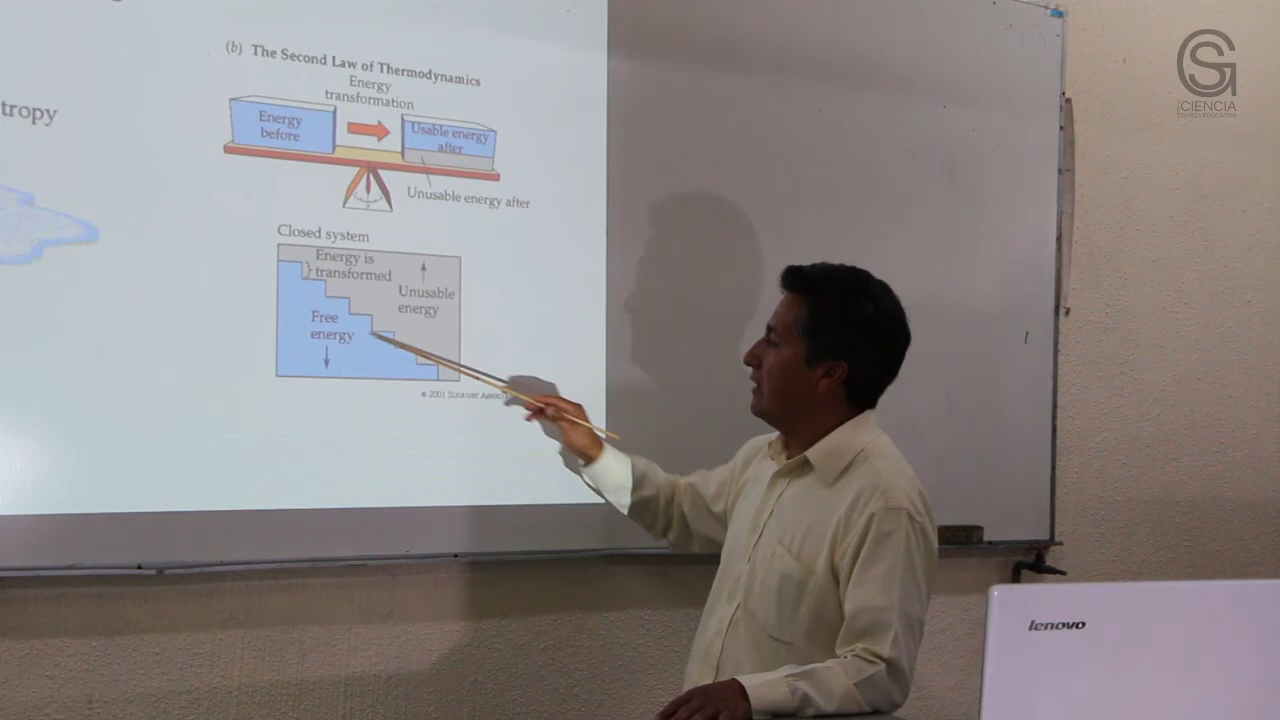 tropy
(b) The Second Law of Thermodynamics
Energy
transformation
Energy
before
Usable energy
after
Unusable energy after
Closed system
Energy is
transformed
Unusable
energy
Free
energy
© 2001 Sinauer
lenovo
SG
CIENCIA